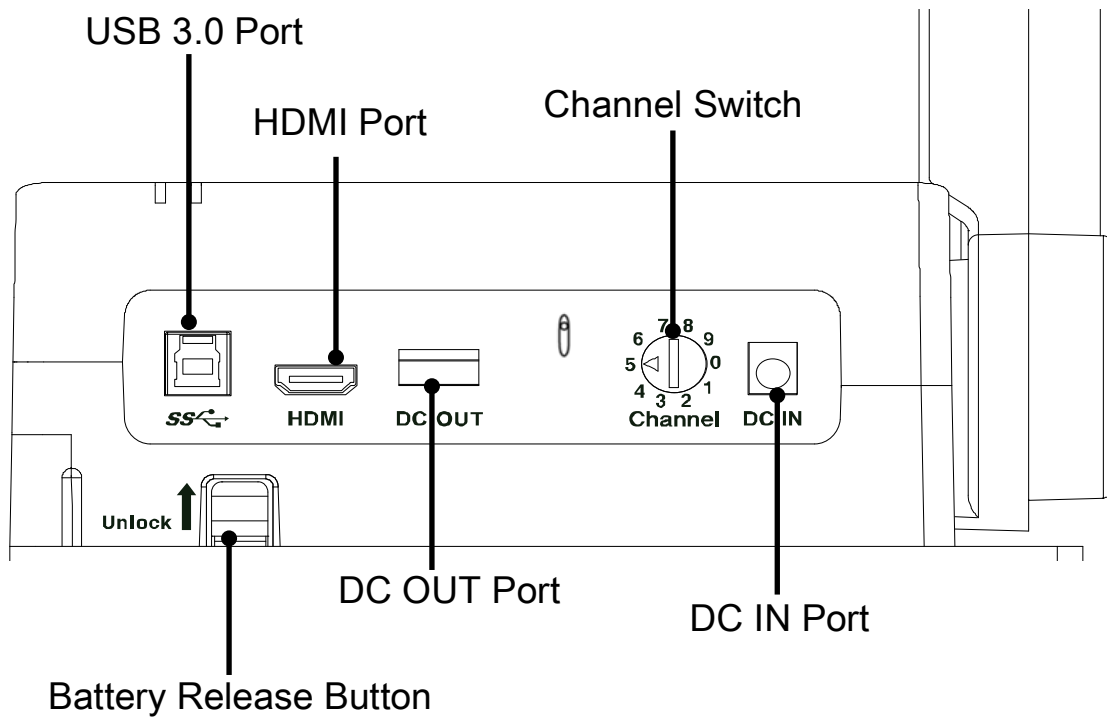 USB 3.0 Port
HDMI Port
Channel Switch
7 8
6 9
5 0
4 1
3 2
SS
HDMI
DC OUT
Channel
DC IN
Unlock
DC OUT Port
DC IN Port
Battery Release Button